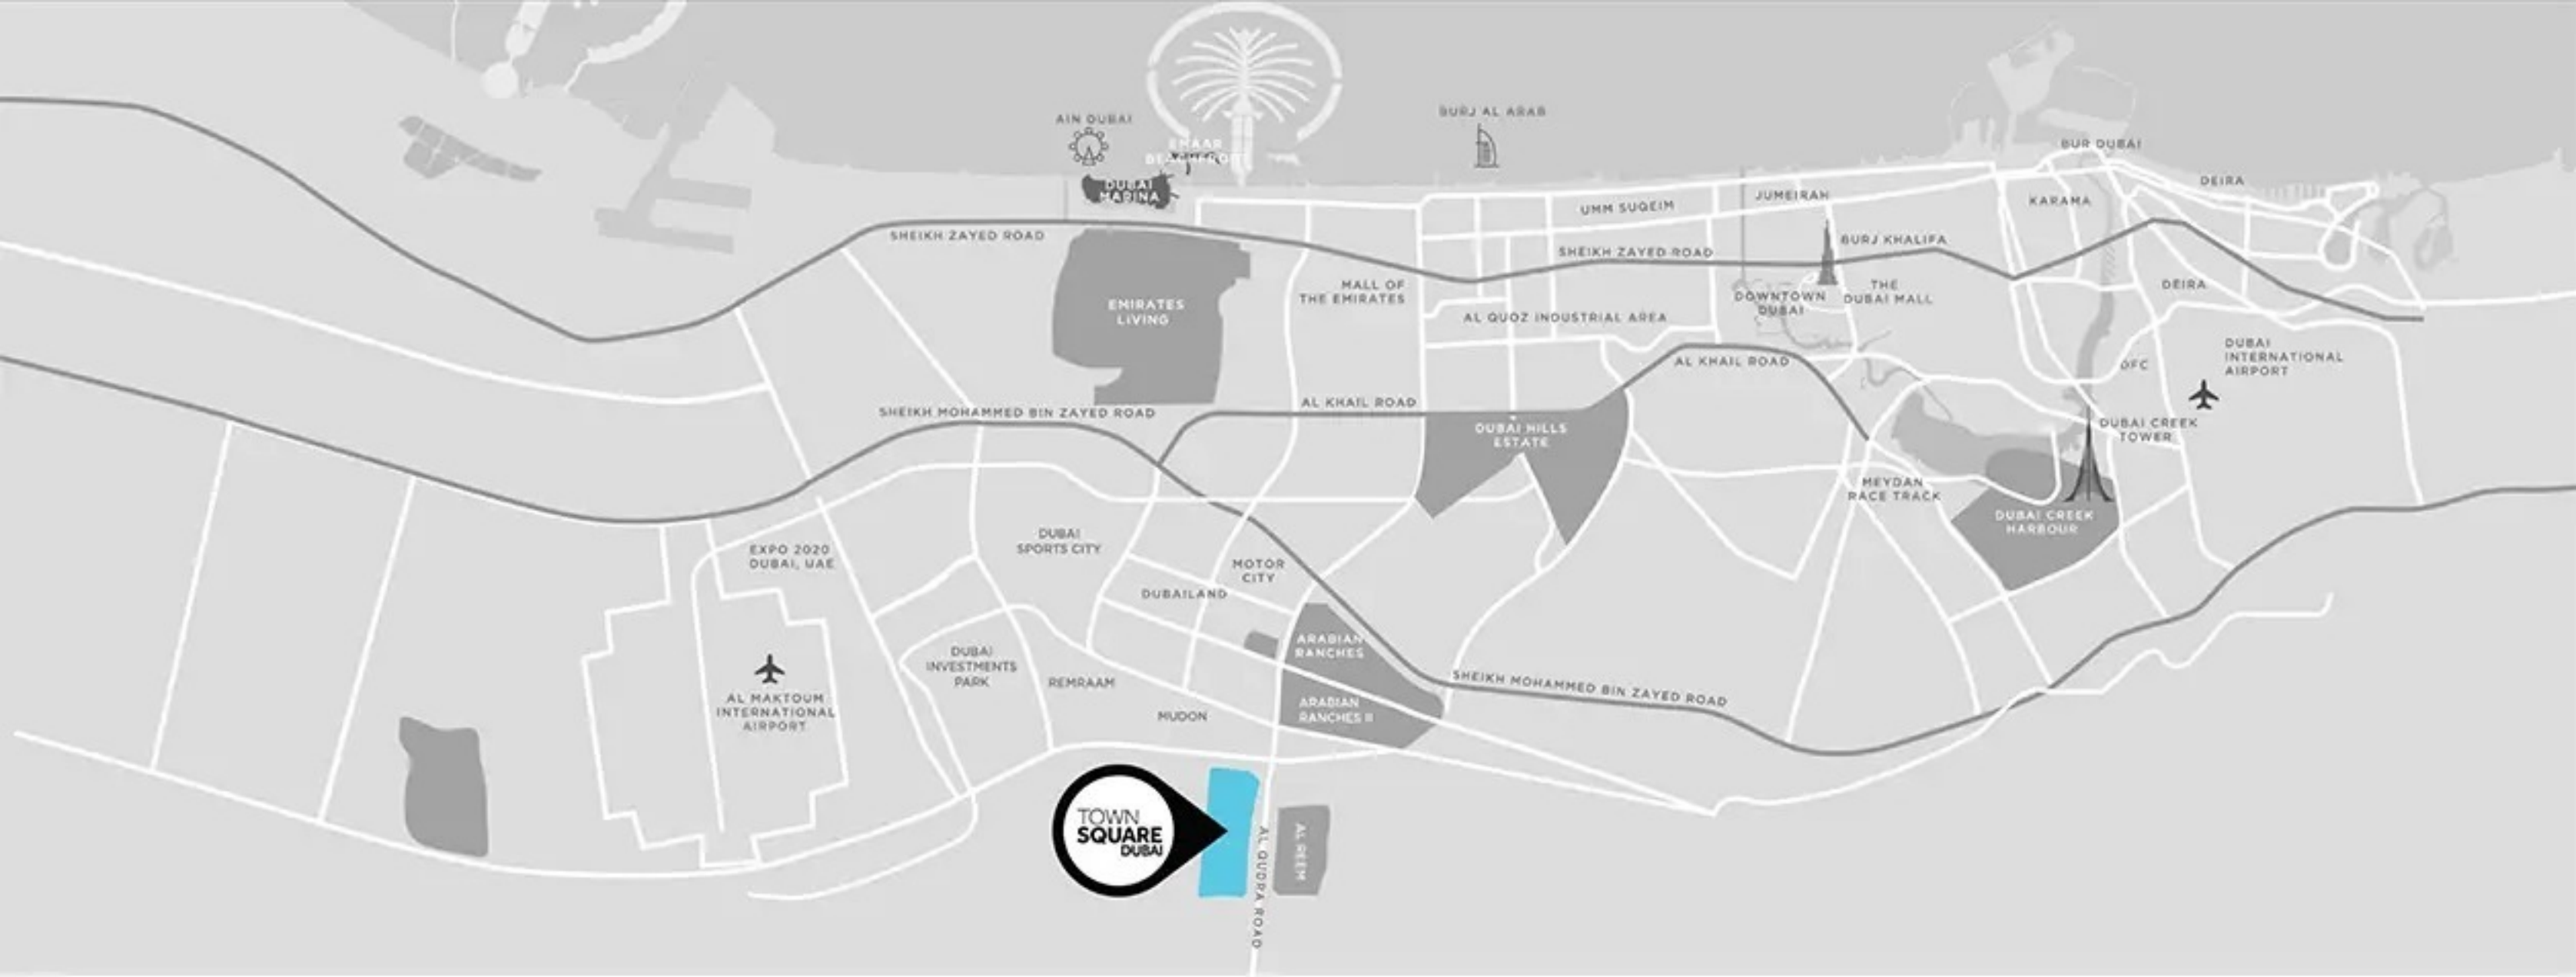 AIN DUBAI
BURJ AL ARAB
EMAAR
BEACHFRONT
DUBAI
MARINA
BUR DUBAI
DEIRA
JUMEIRAH
KARAMA
UMM SUQEIM
SHEIKH ZAYED ROAD
SHEIKH ZAYED ROAD
BURJ KHALIFA
MALL OF
THE EMIRATES
THE
DUBAI MALL
DEIRA
DOWNTOWN
DUBAI
EMIRATES
LIVING
AL QUOZ INDUSTRIAL AREA
DUBAI
INTERNATIONAL
AIRPORT
AL KHAIL ROAD
DFC
AL KHAIL ROAD
SHEIKH MOHAMMED BIN ZAYED ROAD
DUBAI HILLS
ESTATE
DUBAI CREEK
TOWER
MEYDAN
RACE TRACK
DUBAI CREEK
HARBOUR
DUBAI
SPORTS CITY
EXPO 2020
DUBAI, UAE
MOTOR
CITY
DUBAILAND
ARABIAN
RANCHES
DUBAI
INVESTMENTS
PARK
REMRAAM
SHEIKH MOHAMMED BIN ZAYED ROAD
AL MAKTOUM
INTERNATIONAL
AIRPORT
ARABIAN
RANCHES II
MUDON
TOWN
SQUARE
DUBAI
AL QUDRA ROAD
AL REEM